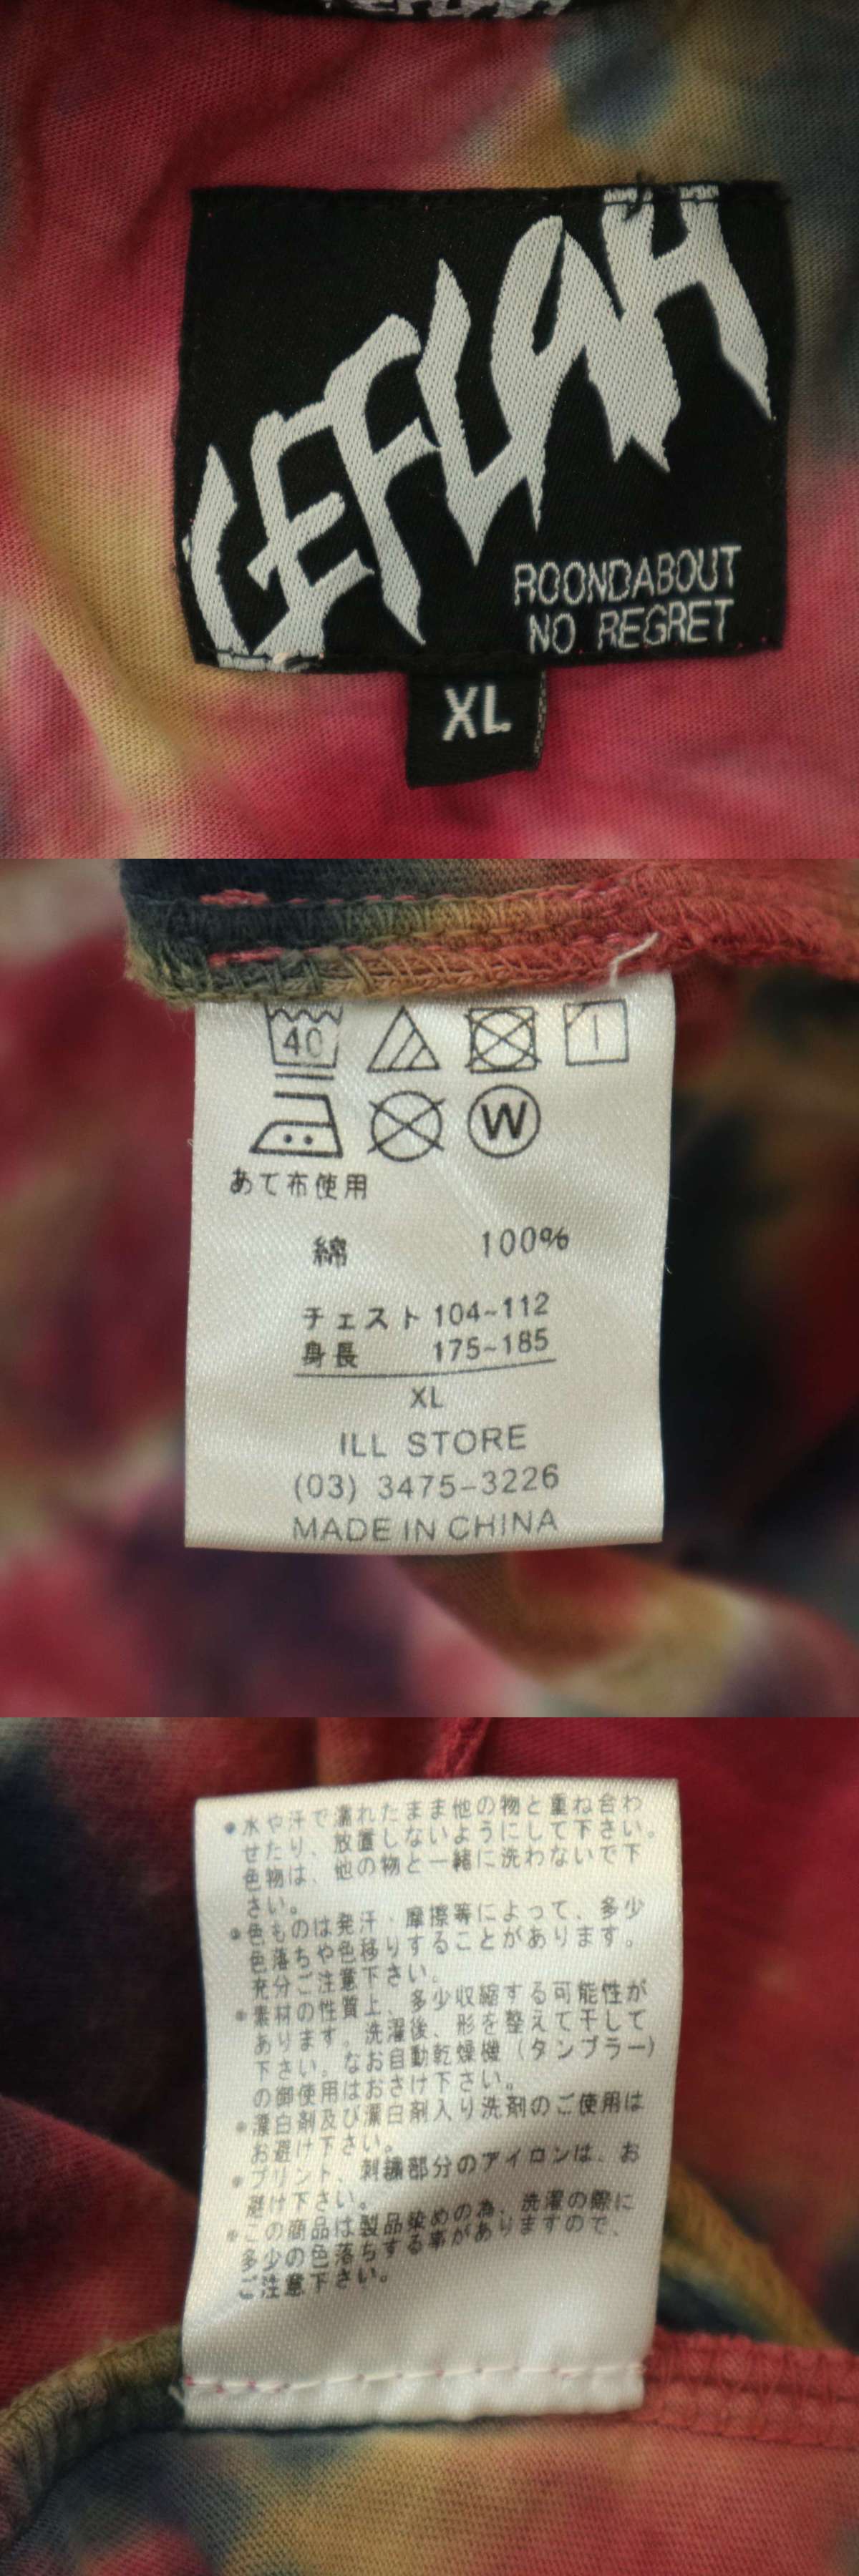 LEFLAH
ROONDABOUT
NO REGRET
XL
40
W
あて布使用
綿 100%
チェスト 104~112
身長 175~185
XL
ILL STORE
(03) 3475-3226
MADE IN CHINA
●水や汗で濡れたまま他の物と重ね合わ
せたり、放置しないようにして下さい。
色物は、他の物と一緒に洗わないで下
さい。
●色ものは発汗、摩擦等によって、多少
色落ちや色移りすることがあります。
充分ご注意下さい。
●素材の性質上、多少収縮する可能性が
あります。洗濯後、形を整えて干して
下さい。なお自動乾燥機（タンブラー）
の御使用はおさけ下さい。
●漂白剤及び漂白剤入り洗剤のご使用は
お避け下さい。
●プリント、刺繍部分のアイロンは、お
避け下さい。
●この商品は製品染めの為、洗濯の際に
多少の色落ちする事がありますので、
ご注意下さい。